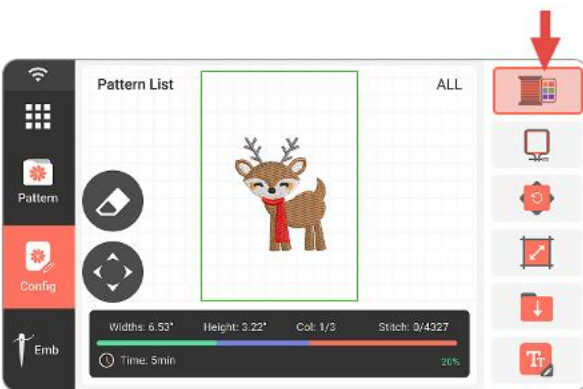 Pattern List
ALL
Pattern
Config
Emb
Widths: 6.53" Height: 3.22" Col: 1/3 Stitch: 0/4327
Time: 5min
20%
Tт